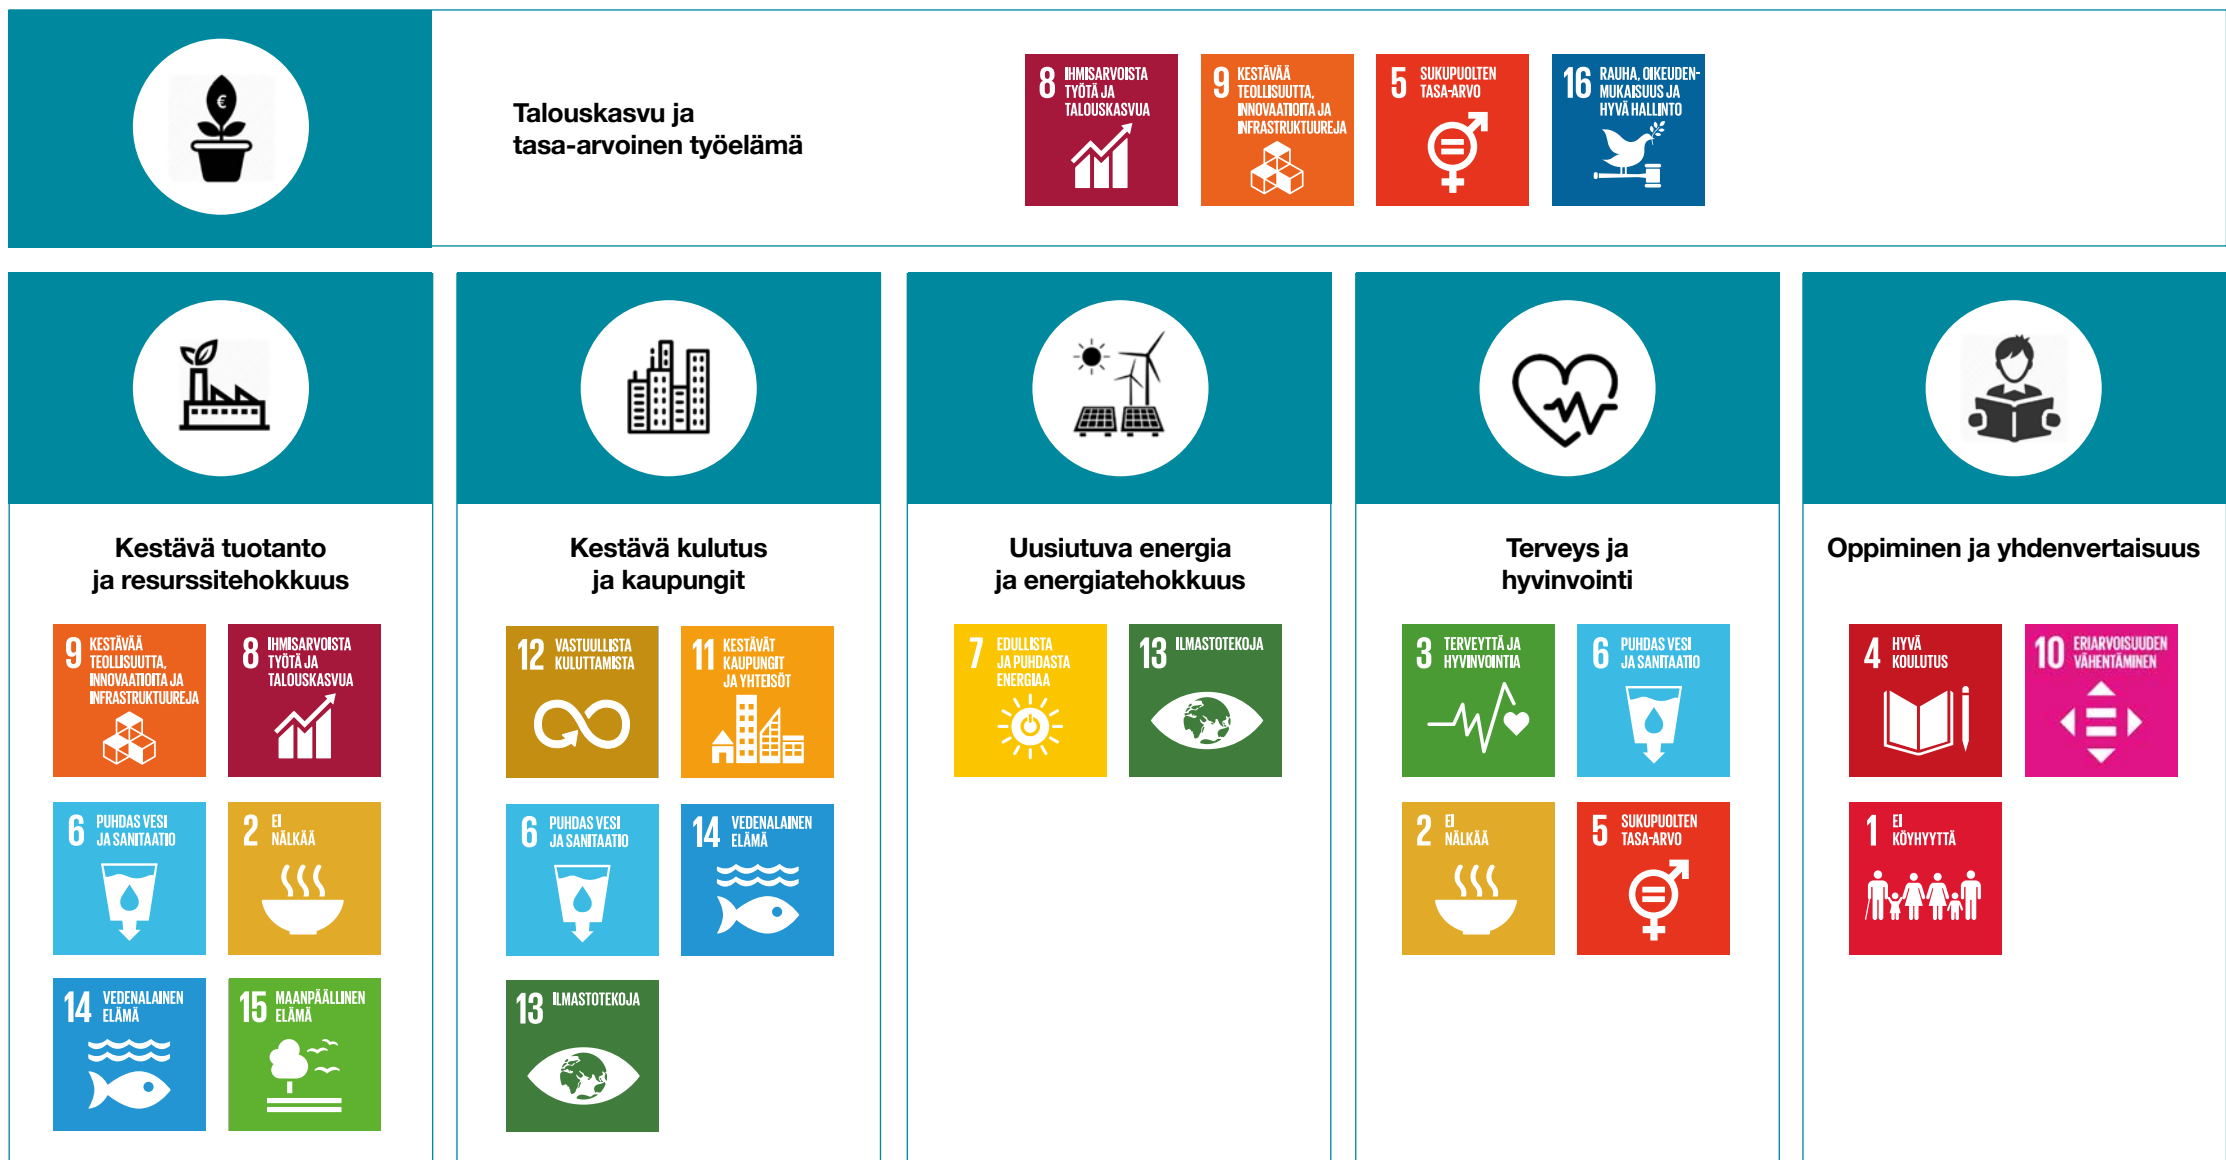 €
Talouskasvu ja
tasa-arvoinen työelämä
8 IHMISARVOISTA
TYÖTÄ JA
TALOUSKASVUA
9 KESTÄVÄÄ
TEOLLISUUTTA,
INNOVAATIOITA JA
INFRASTRUKTUUREJA
5 SUKUPUOLTEN
TASA-ARVO
16 RAUHA, OIKEUDEN-
MUKAISUUS JA
HYVÄ HALLINTO
Kestävä tuotanto
ja resurssitehokkuus
9 KESTÄVÄÄ
TEOLLISUUTTA,
INNOVAATIOITA JA
INFRASTRUKTUUREJA
8 IHMISARVOISTA
TYÖTÄ JA
TALOUSKASVUA
6 PUHDAS VESI
JA SANITAATIO
2 EI
NÄLKÄÄ
14 VEDENALAINEN
ELÄMÄ
15 MAANPÄÄLLINEN
ELÄMÄ
Kestävä kulutus
ja kaupungit
12 VASTUULLISTA
KULUTTAMISTA
11 KESTÄVÄT
KAUPUNGIT
JA YHTEISÖT
6 PUHDAS VESI
JA SANITAATIO
14 VEDENALAINEN
ELÄMÄ
13 ILMASTOTEKOJA
Uusiutuva energia
ja energiatehokkuus
7 EDULLISTA
JA PUHDASTA
ENERGIAA
13 ILMASTOTEKOJA
Terveys ja
hyvinvointi
3 TERVEYTTÄ JA
HYVINVOINTIA
6 PUHDAS VESI
JA SANITAATIO
2 EI
NÄLKÄÄ
5 SUKUPUOLTEN
TASA-ARVO
Oppiminen ja yhdenvertaisuus
4 HYVÄ
KOULUTUS
10 ERIARVOISUUDEN
VÄHENTÄMINEN
1 EI
KÖYHYYTTÄ